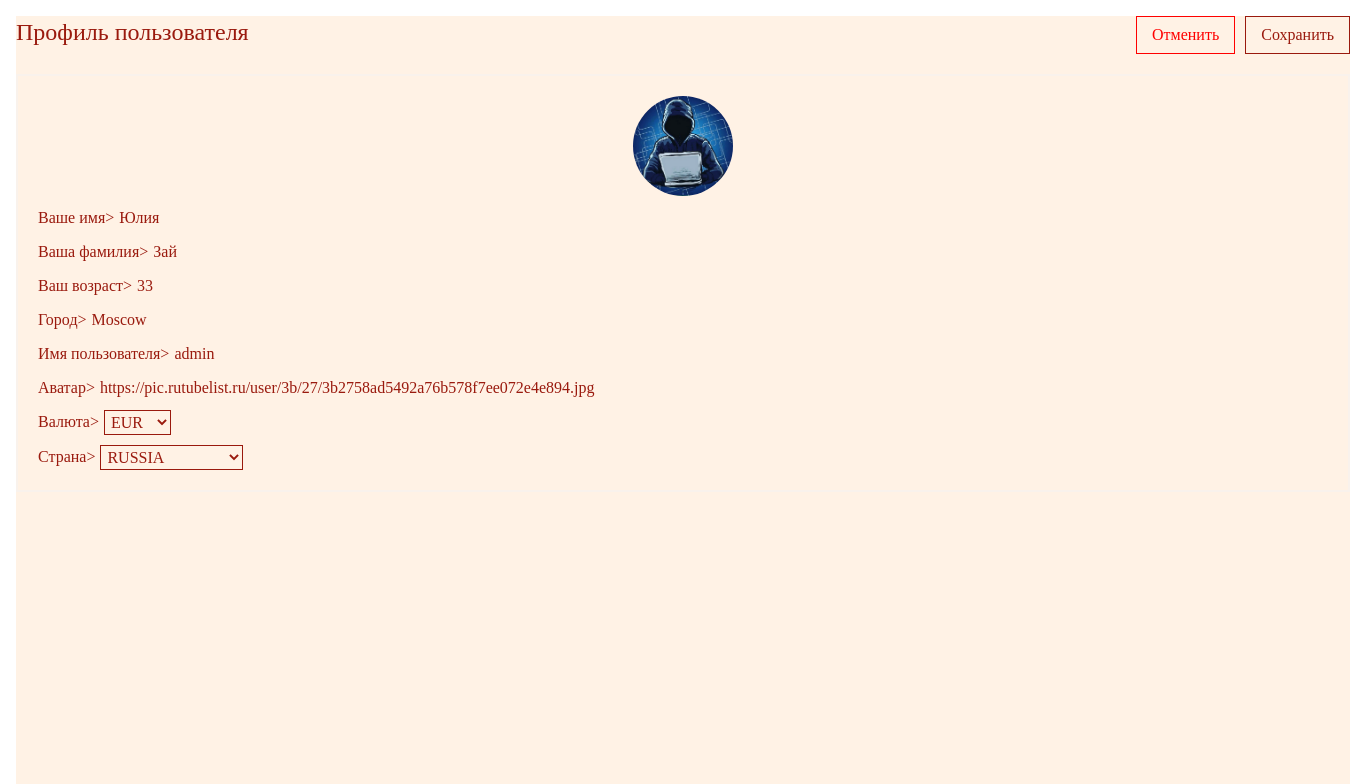 Профиль пользователя
Отменить
Сохранить
Ваше имя> Юлия
Ваша фамилия> Зай
Ваш возраст> 33
Город> Moscow
Имя пользователя> admin
Аватар> https://pic.rutubelist.ru/user/3b/27/3b2758ad5492a76b578f7ee072e4e894.jpg
Валюта> EUR
Страна> RUSSIA